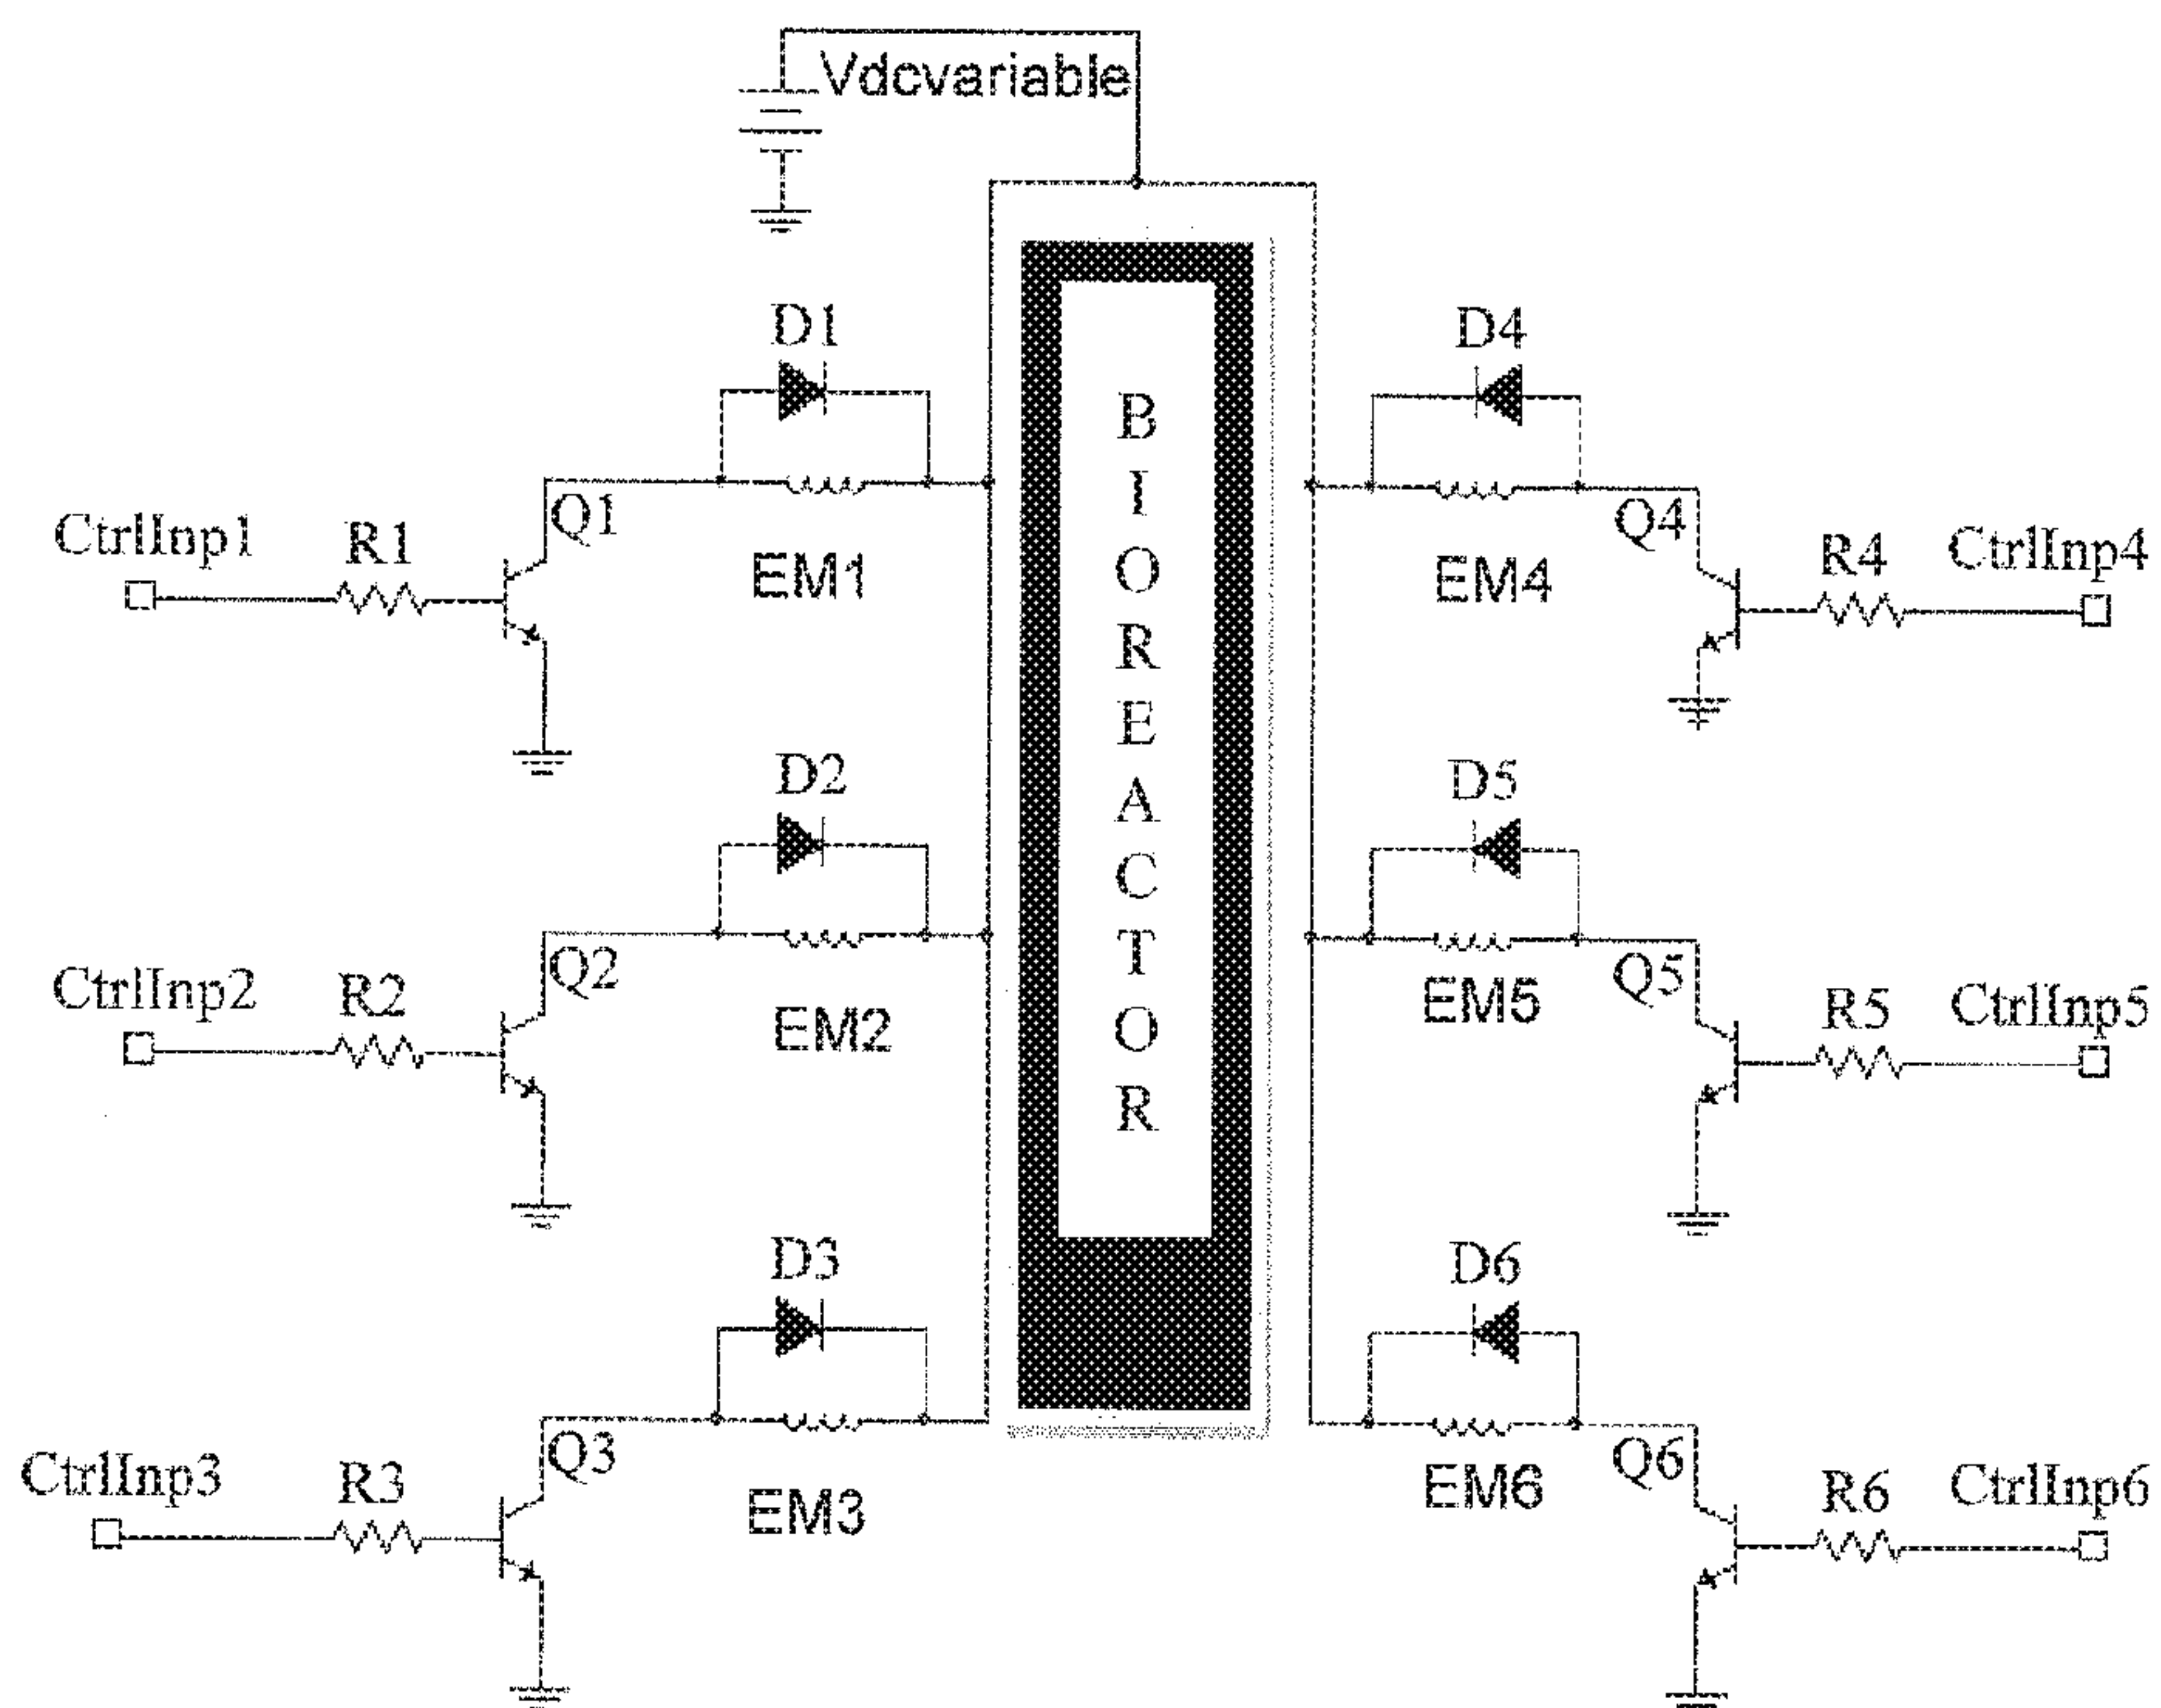 Vdcvariable
D1
D4
Q1
Q4
CtrlInp1
R1
EM1
EM4
R4
CtrlInp4
BIOREACTOR
D2
D5
Q2
Q5
CtrlInp2
R2
EM2
EM5
R5
CtrlInp5
D3
D6
Q3
Q6
CtrlInp3
R3
EM3
EM6
R6
CtrlInp6